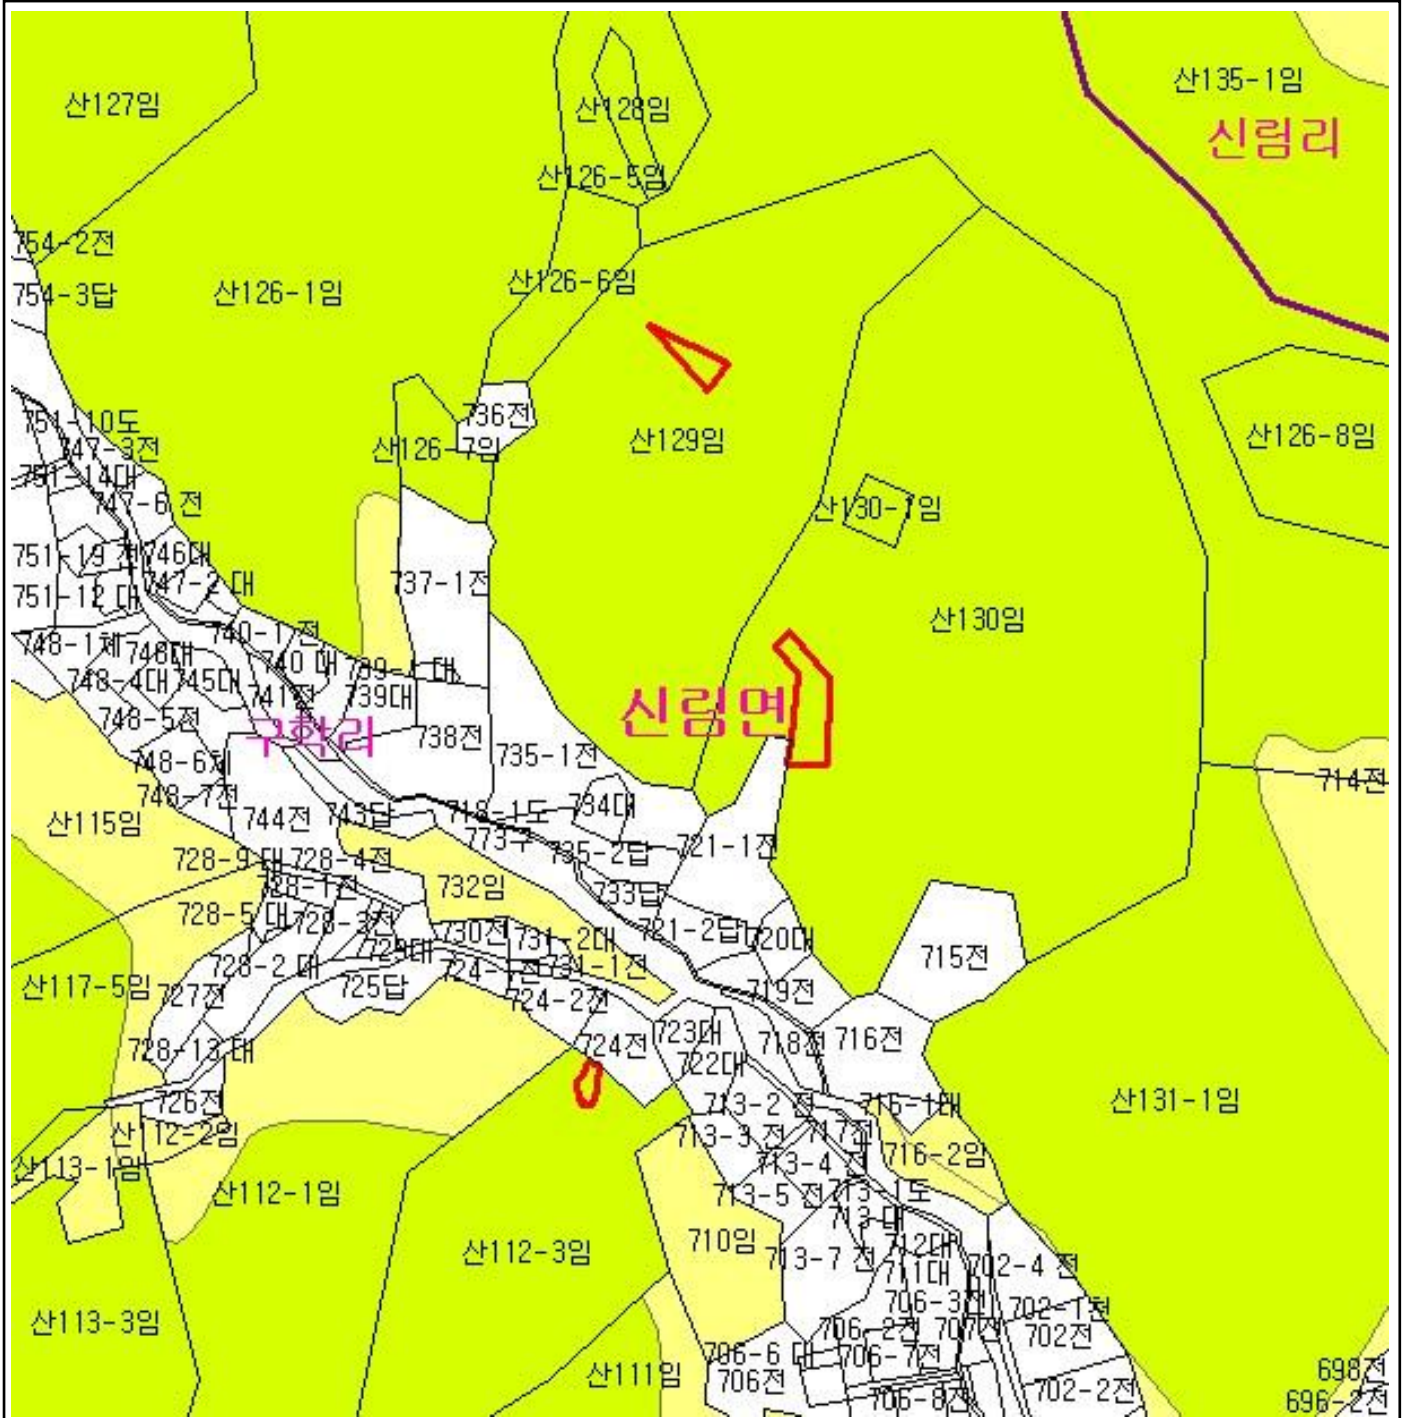 산127임
산128임
산135-1임
신림리
산126-5임
754-2전
754-3답
산126-1임
산126-6임
751-10도
747-3전
736전
산126-7임
산129임
산126-8임
751-14대
747-6 전
산130-1임
746대
747-2 대
737-1전
751-12 대
산130임
740-1 전
748-1체
748대
740 대
748-4대
745대
741전
739대
신림면
748-5전
구학리
738전
735-1전
748-6체
748-7전
714전
산115임
744전
743답
718-1도
734대
773구
735-2답
721-1전
728-9 대
728-4전
728-1전
732임
733답
728-5 대
728-3전
730전
731-2대
721-2답
720대
729대
715전
728-2 대
731-1전
산117-5임
727전
725답
724-2전
719전
728-13 대
724전
723대
718전
716전
722대
726전
713-2 전
716-1대
산131-1임
산112-2임
713-3 전
717전
산113-1임
713-4 전
716-2임
산112-1임
713-5 전
713-1도
713 대
산112-3임
710임
713-7 전
712대
711대
702-4 전
706-3전
702-1천
산113-3임
706-2전
707전
702전
706-6 대
706-7전
산111임
706전
706-8전
702-2전
698전
696-2전